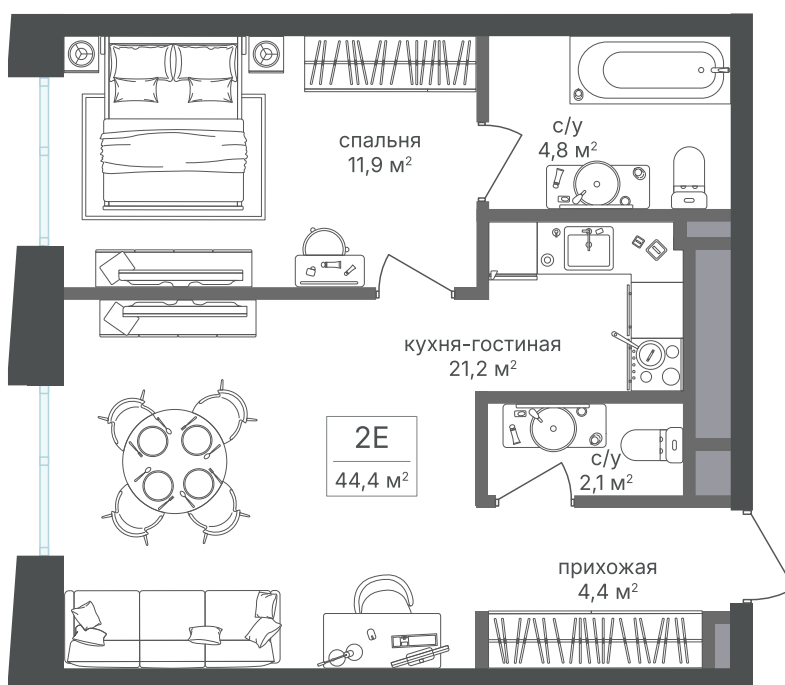 спальня
11,9 м²
с/у
4,8 м²
кухня-гостиная
21,2 м²
2Е
44,4 м²
с/у
2,1 м²
прихожая
4,4 м²